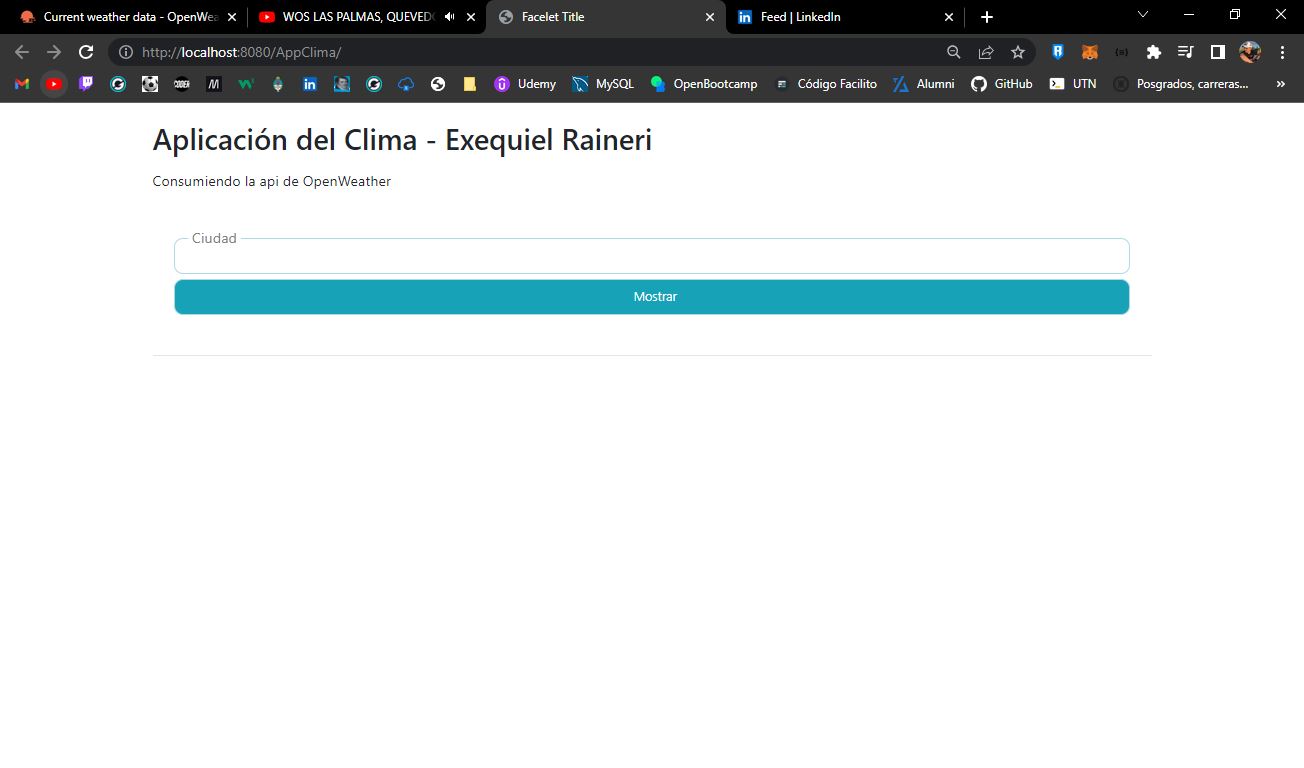 Current weather data - OpenWea
WOS LAS PALMAS, QUEVEDO
Facelet Title
Feed | LinkedIn
http://localhost:8080/AppClima/
Udemy
MySQL
OpenBootcamp
Código Facilito
Alumni
GitHub
UTN
Posgrados, carreras...
»
Aplicación del Clima - Exequiel Raineri
Consumiendo la api de OpenWeather
Ciudad
Mostrar